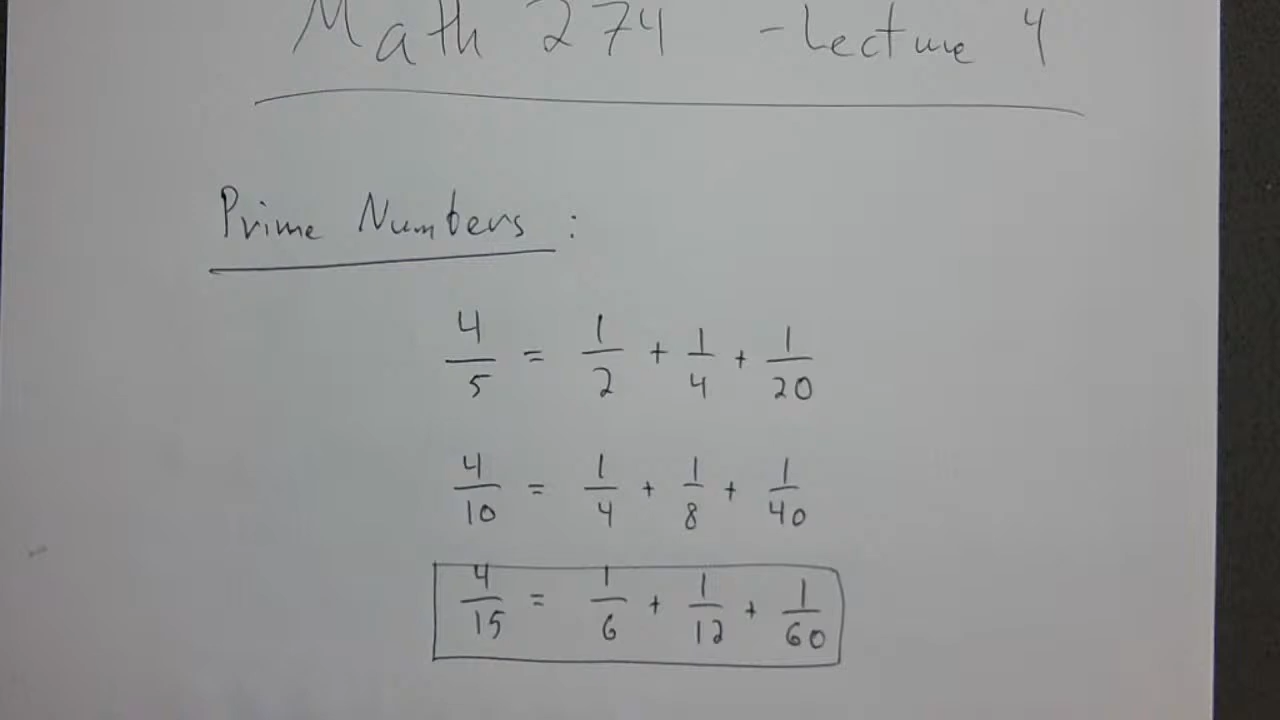 Math 274 - Lecture 4
Prime Numbers :
4/5 = 1/2 + 1/4 + 1/20
4/10 = 1/4 + 1/8 + 1/40
4/15 = 1/6 + 1/12 + 1/60